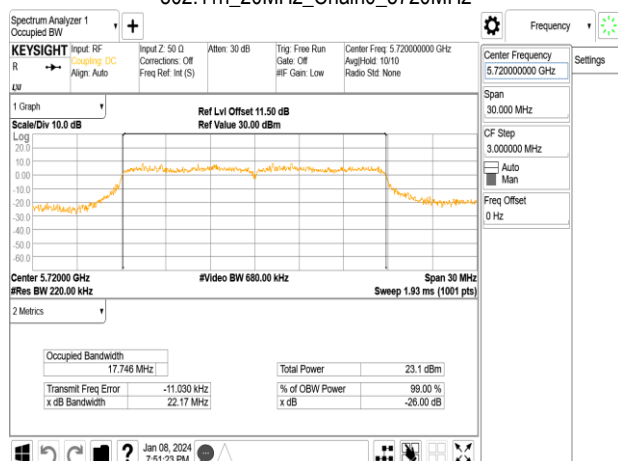 802.11n_20MHz_Chain0_5720MHz
Spectrum Analyzer 1
Occupied BW
+
Frequency
KEYSIGHT
R
Input: RF
Coupling: DC
Align: Auto
Input Z: 50 Ω
Corrections: Off
Freq Ref: Int (S)
Atten: 30 dB
Trig: Free Run
Gate: Off
#IF Gain: Low
Center Freq: 5.720000000 GHz
Avg|Hold: 10/10
Radio Std: None
Center Frequency
5.720000000 GHz
Settings
Span
30.000 MHz
CF Step
3.000000 MHz
Auto
Man
Freq Offset
0 Hz
1 Graph
Scale/Div 10.0 dB
Ref Lvl Offset 11.50 dB
Ref Value 30.00 dBm
Log
20.0
10.0
0.00
-10.0
-20.0
-30.0
-40.0
-50.0
-60.0
Center 5.72000 GHz
#Video BW 680.00 kHz
Span 30 MHz
#Res BW 220.00 kHz
Sweep 1.93 ms (1001 pts)
2 Metrics
Occupied Bandwidth
17.746 MHz
Total Power 23.1 dBm
Transmit Freq Error -11.030 kHz
% of OBW Power 99.00 %
x dB Bandwidth 22.17 MHz
x dB -26.00 dB
?
Jan 08, 2024
7:51:23 PM